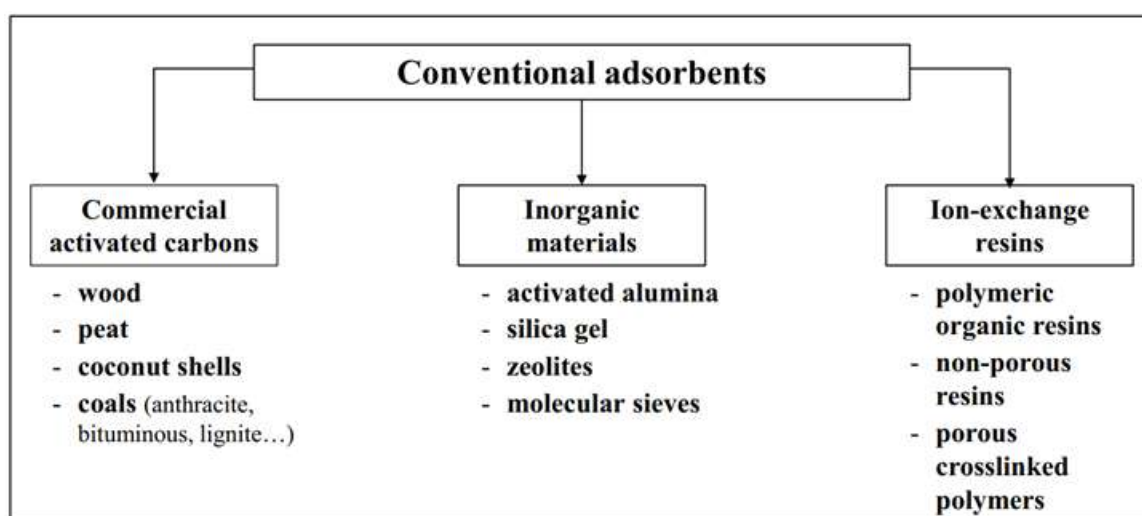 Conventional adsorbents
Commercial
activated carbons
- wood
- peat
- coconut shells
- coals (anthracite,
bituminous, lignite…)
Inorganic
materials
- activated alumina
- silica gel
- zeolites
- molecular sieves
Ion-exchange
resins
- polymeric
organic resins
- non-porous
resins
- porous
crosslinked
polymers